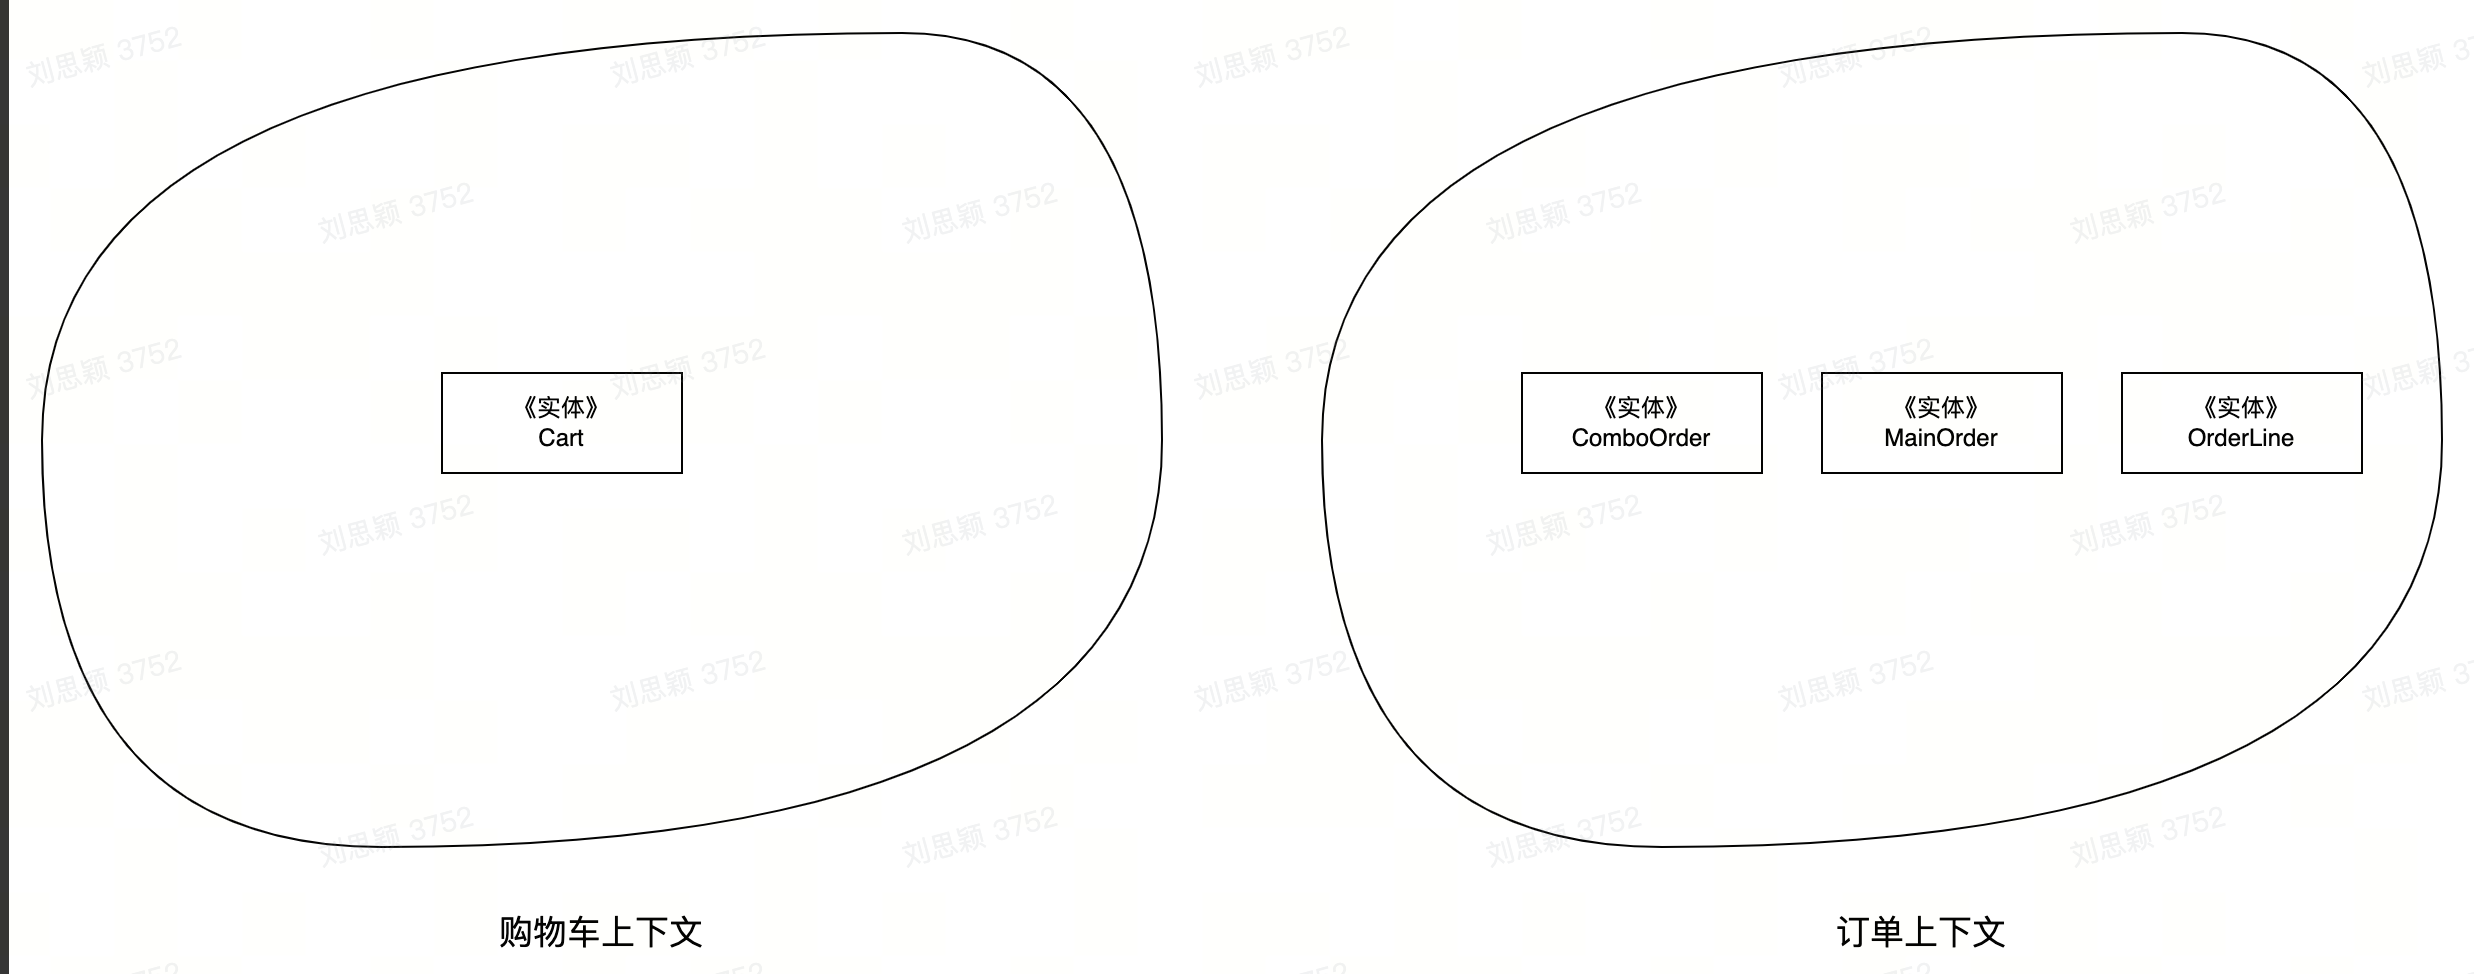 《实体》
Cart
《实体》
ComboOrder
《实体》
MainOrder
《实体》
OrderLine
购物车上下文
订单上下文
刘思颖 3752